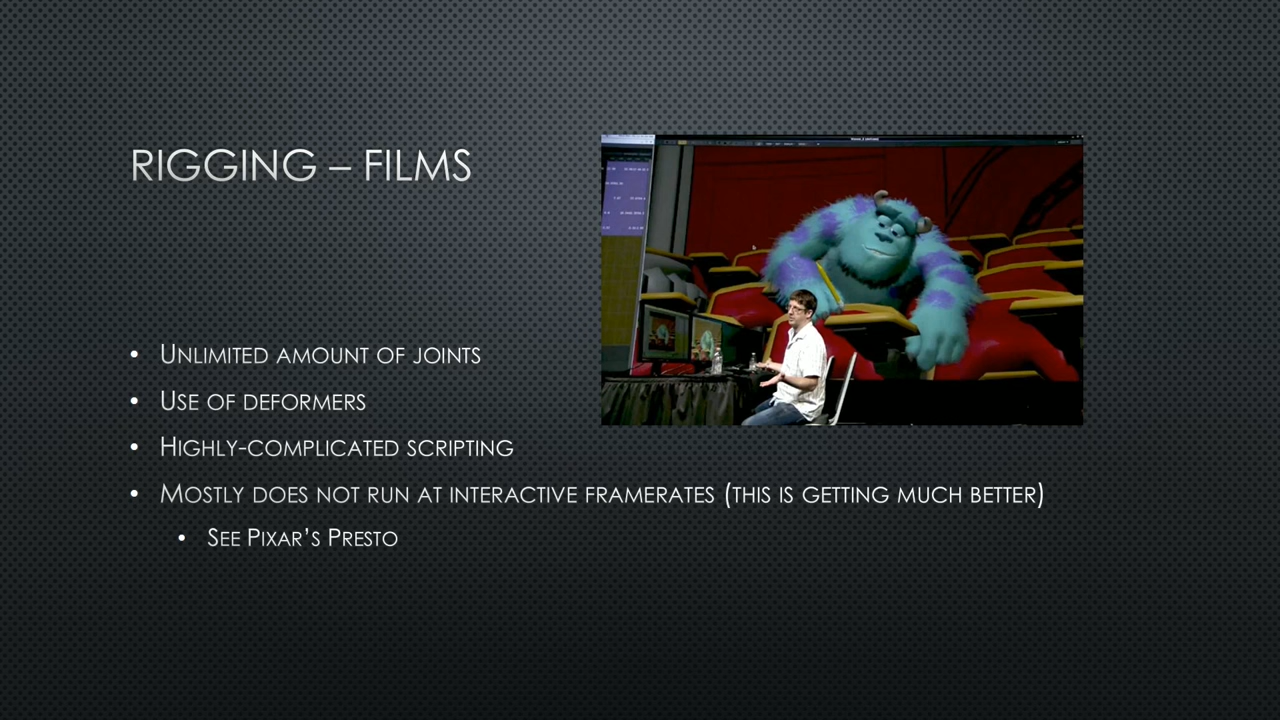 RIGGING – FILMS
• UNLIMITED AMOUNT OF JOINTS
• USE OF DEFORMERS
• HIGHLY-COMPLICATED SCRIPTING
• MOSTLY DOES NOT RUN AT INTERACTIVE FRAMERATES (THIS IS GETTING MUCH BETTER)
• SEE PIXAR'S PRESTO